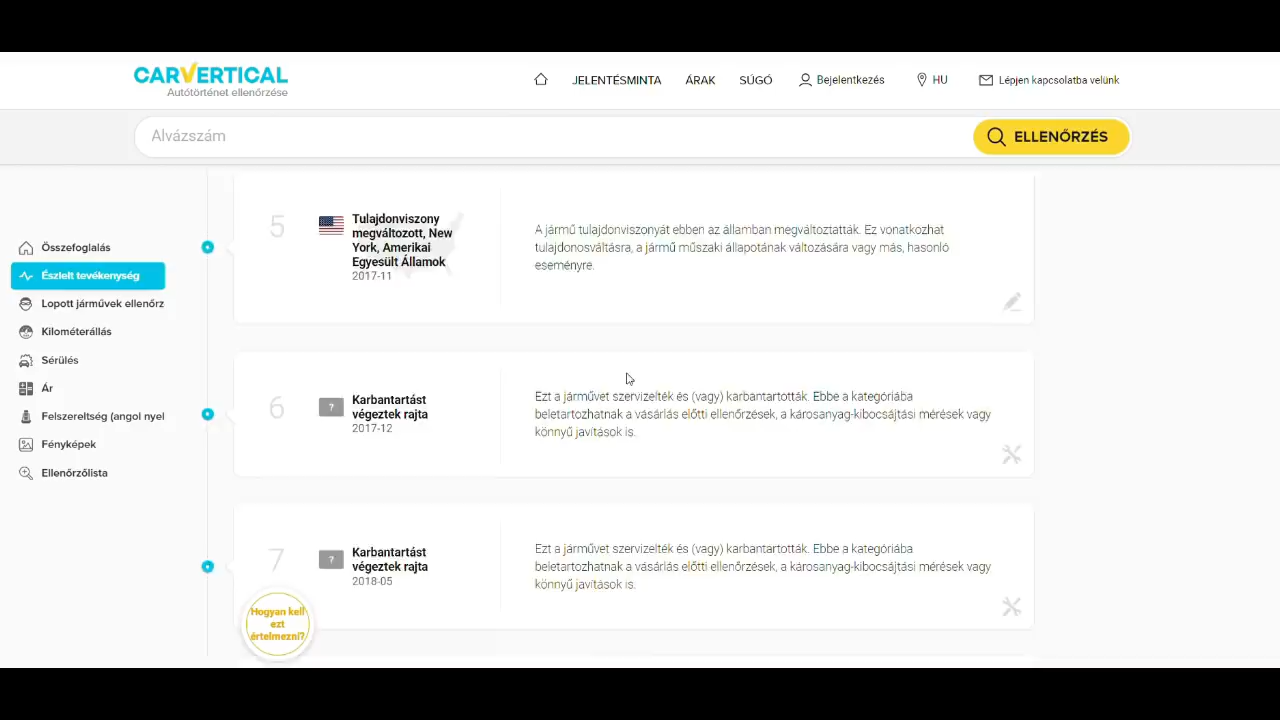 CARVERTICAL
Autótörténet ellenőrzése
JELENTÉSMINTA
ÁRAK
SÚGÓ
Bejelentkezés
HU
Lépjen kapcsolatba velünk
Alvázszám
ELLENŐRZÉS
Összefoglalás
Észlelt tevékenység
Lopott járművek ellenőrz
Kilométerállás
Sérülés
Ár
Felszereltség (angol nyel
Fényképek
Ellenőrzőlista
5
Tulajdonviszony
megváltozott, New
York, Amerikai
Egyesült Államok
2017-11
A jármű tulajdonviszonyát ebben az államban megváltoztatták. Ez vonatkozhat
tulajdonosváltásra, a jármű műszaki állapotának változására vagy más, hasonló
eseményre.
6
?
Karbantartást
végeztek rajta
2017-12
Ezt a járművet szervizelték és (vagy) karbantartották. Ebbe a kategóriába
beletartozhatnak a vásárlás előtti ellenőrzések, a károsanyag-kibocsátási mérések vagy
könnyű javítások is.
7
?
Karbantartást
végeztek rajta
2018-05
Ezt a járművet szervizelték és (vagy) karbantartották. Ebbe a kategóriába
beletartozhatnak a vásárlás előtti ellenőrzések, a károsanyag-kibocsátási mérések vagy
könnyű javítások is.
Hogyan kell
ezt
értelmezni?